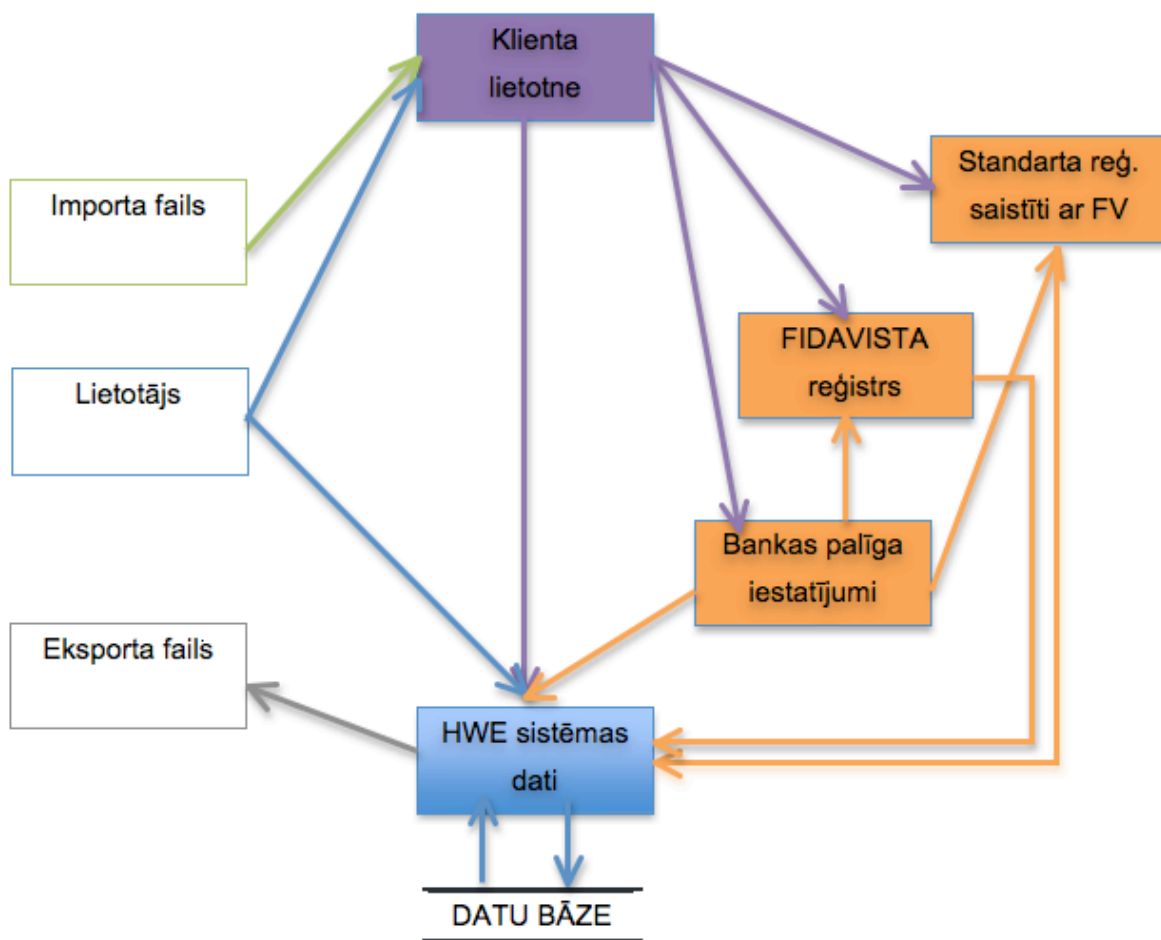 Klienta
lietotne
Standarta reģ.
saistīti ar FV
Importa fails
FIDAVISTA
reģistrs
Lietotājs
Bankas palīga
iestatījumi
Eksporta fails
HWE sistēmas
dati
DATU BĀZE